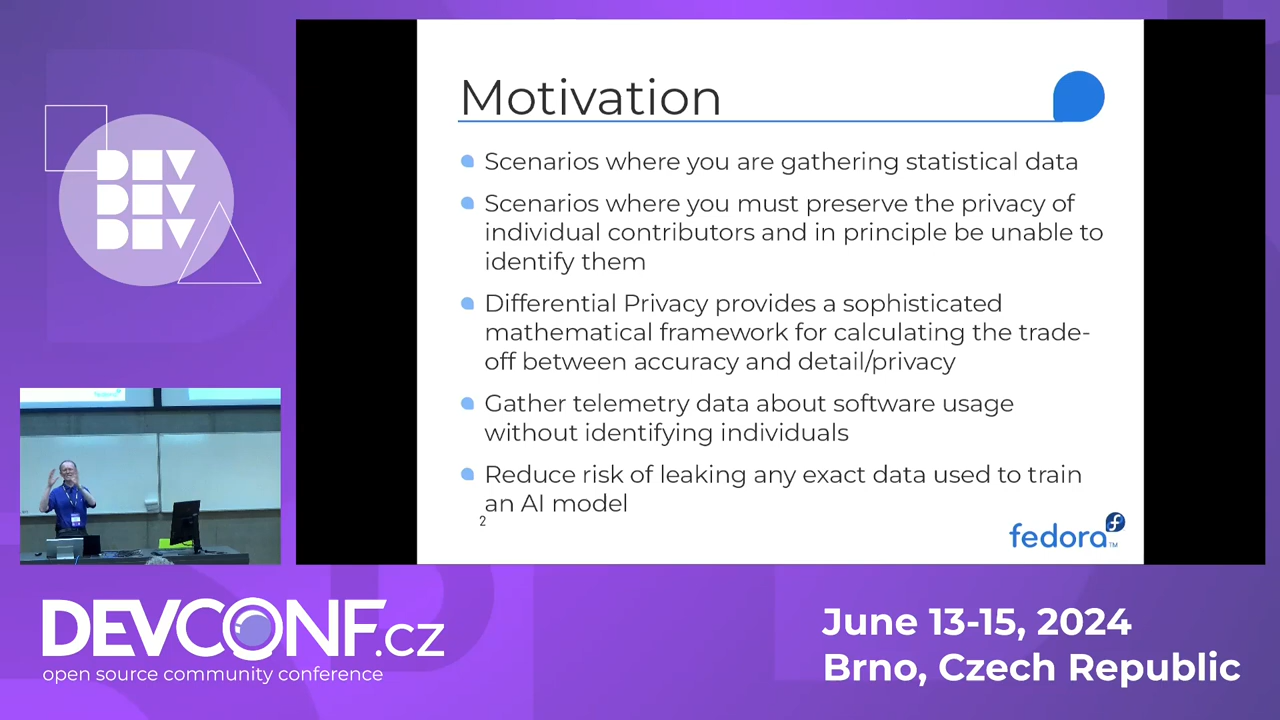 DEV
DEV
DEV
Motivation
Scenarios where you are gathering statistical data
Scenarios where you must preserve the privacy of
individual contributors and in principle be unable to
identify them
Differential Privacy provides a sophisticated
mathematical framework for calculating the trade-
off between accuracy and detail/privacy
Gather telemetry data about software usage
without identifying individuals
Reduce risk of leaking any exact data used to train
an AI model
2
fedora™
DEVCONF.cz
open source community conference
June 13-15, 2024
Brno, Czech Republic